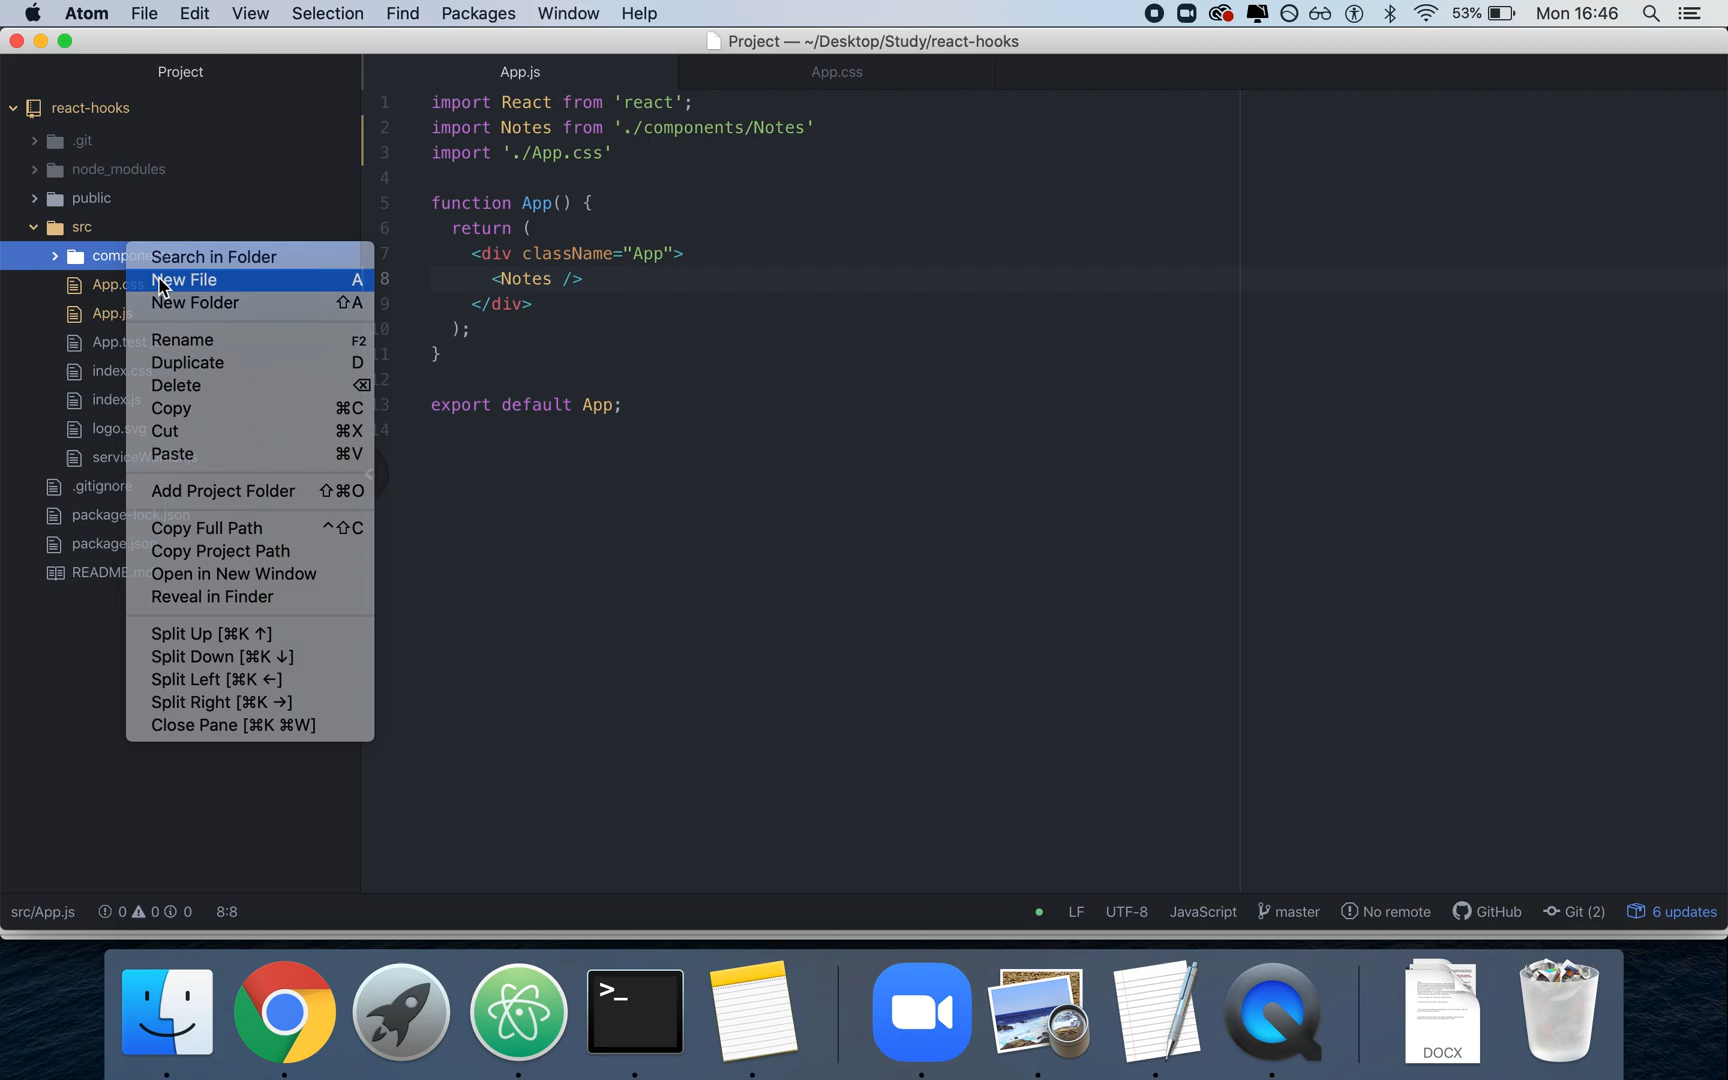 Atom File Edit View Selection Find Packages Window Help 53% Mon 16:46
Project — ~/Desktop/Study/react-hooks
Project
App.js
App.css
react-hooks
.git
node_modules
public
src
App.js
.gitignore
package-lock.json
Search in Folder
New File A
New Folder ⇧A
Rename F2
Duplicate D
Delete ⌫
Copy ⌘C
Cut ⌘X
Paste ⌘V
Add Project Folder ⇧⌘O
Copy Full Path ^⇧C
Copy Project Path
Open in New Window
Reveal in Finder
Split Up [⌘K ↑]
Split Down [⌘K ↓]
Split Left [⌘K ←]
Split Right [⌘K →]
Close Pane [⌘K ⌘W]
1 import React from 'react';
2 import Notes from './components/Notes'
3 import './App.css'
4
5 function App() {
6 return (
7 <div className="App">
8 <Notes />
9 </div>
10 );
11 }
12
13 export default App;
14
src/App.js 0 0 0 8:8 LF UTF-8 JavaScript master No remote GitHub Git (2) 6 updates
>_
DOCX